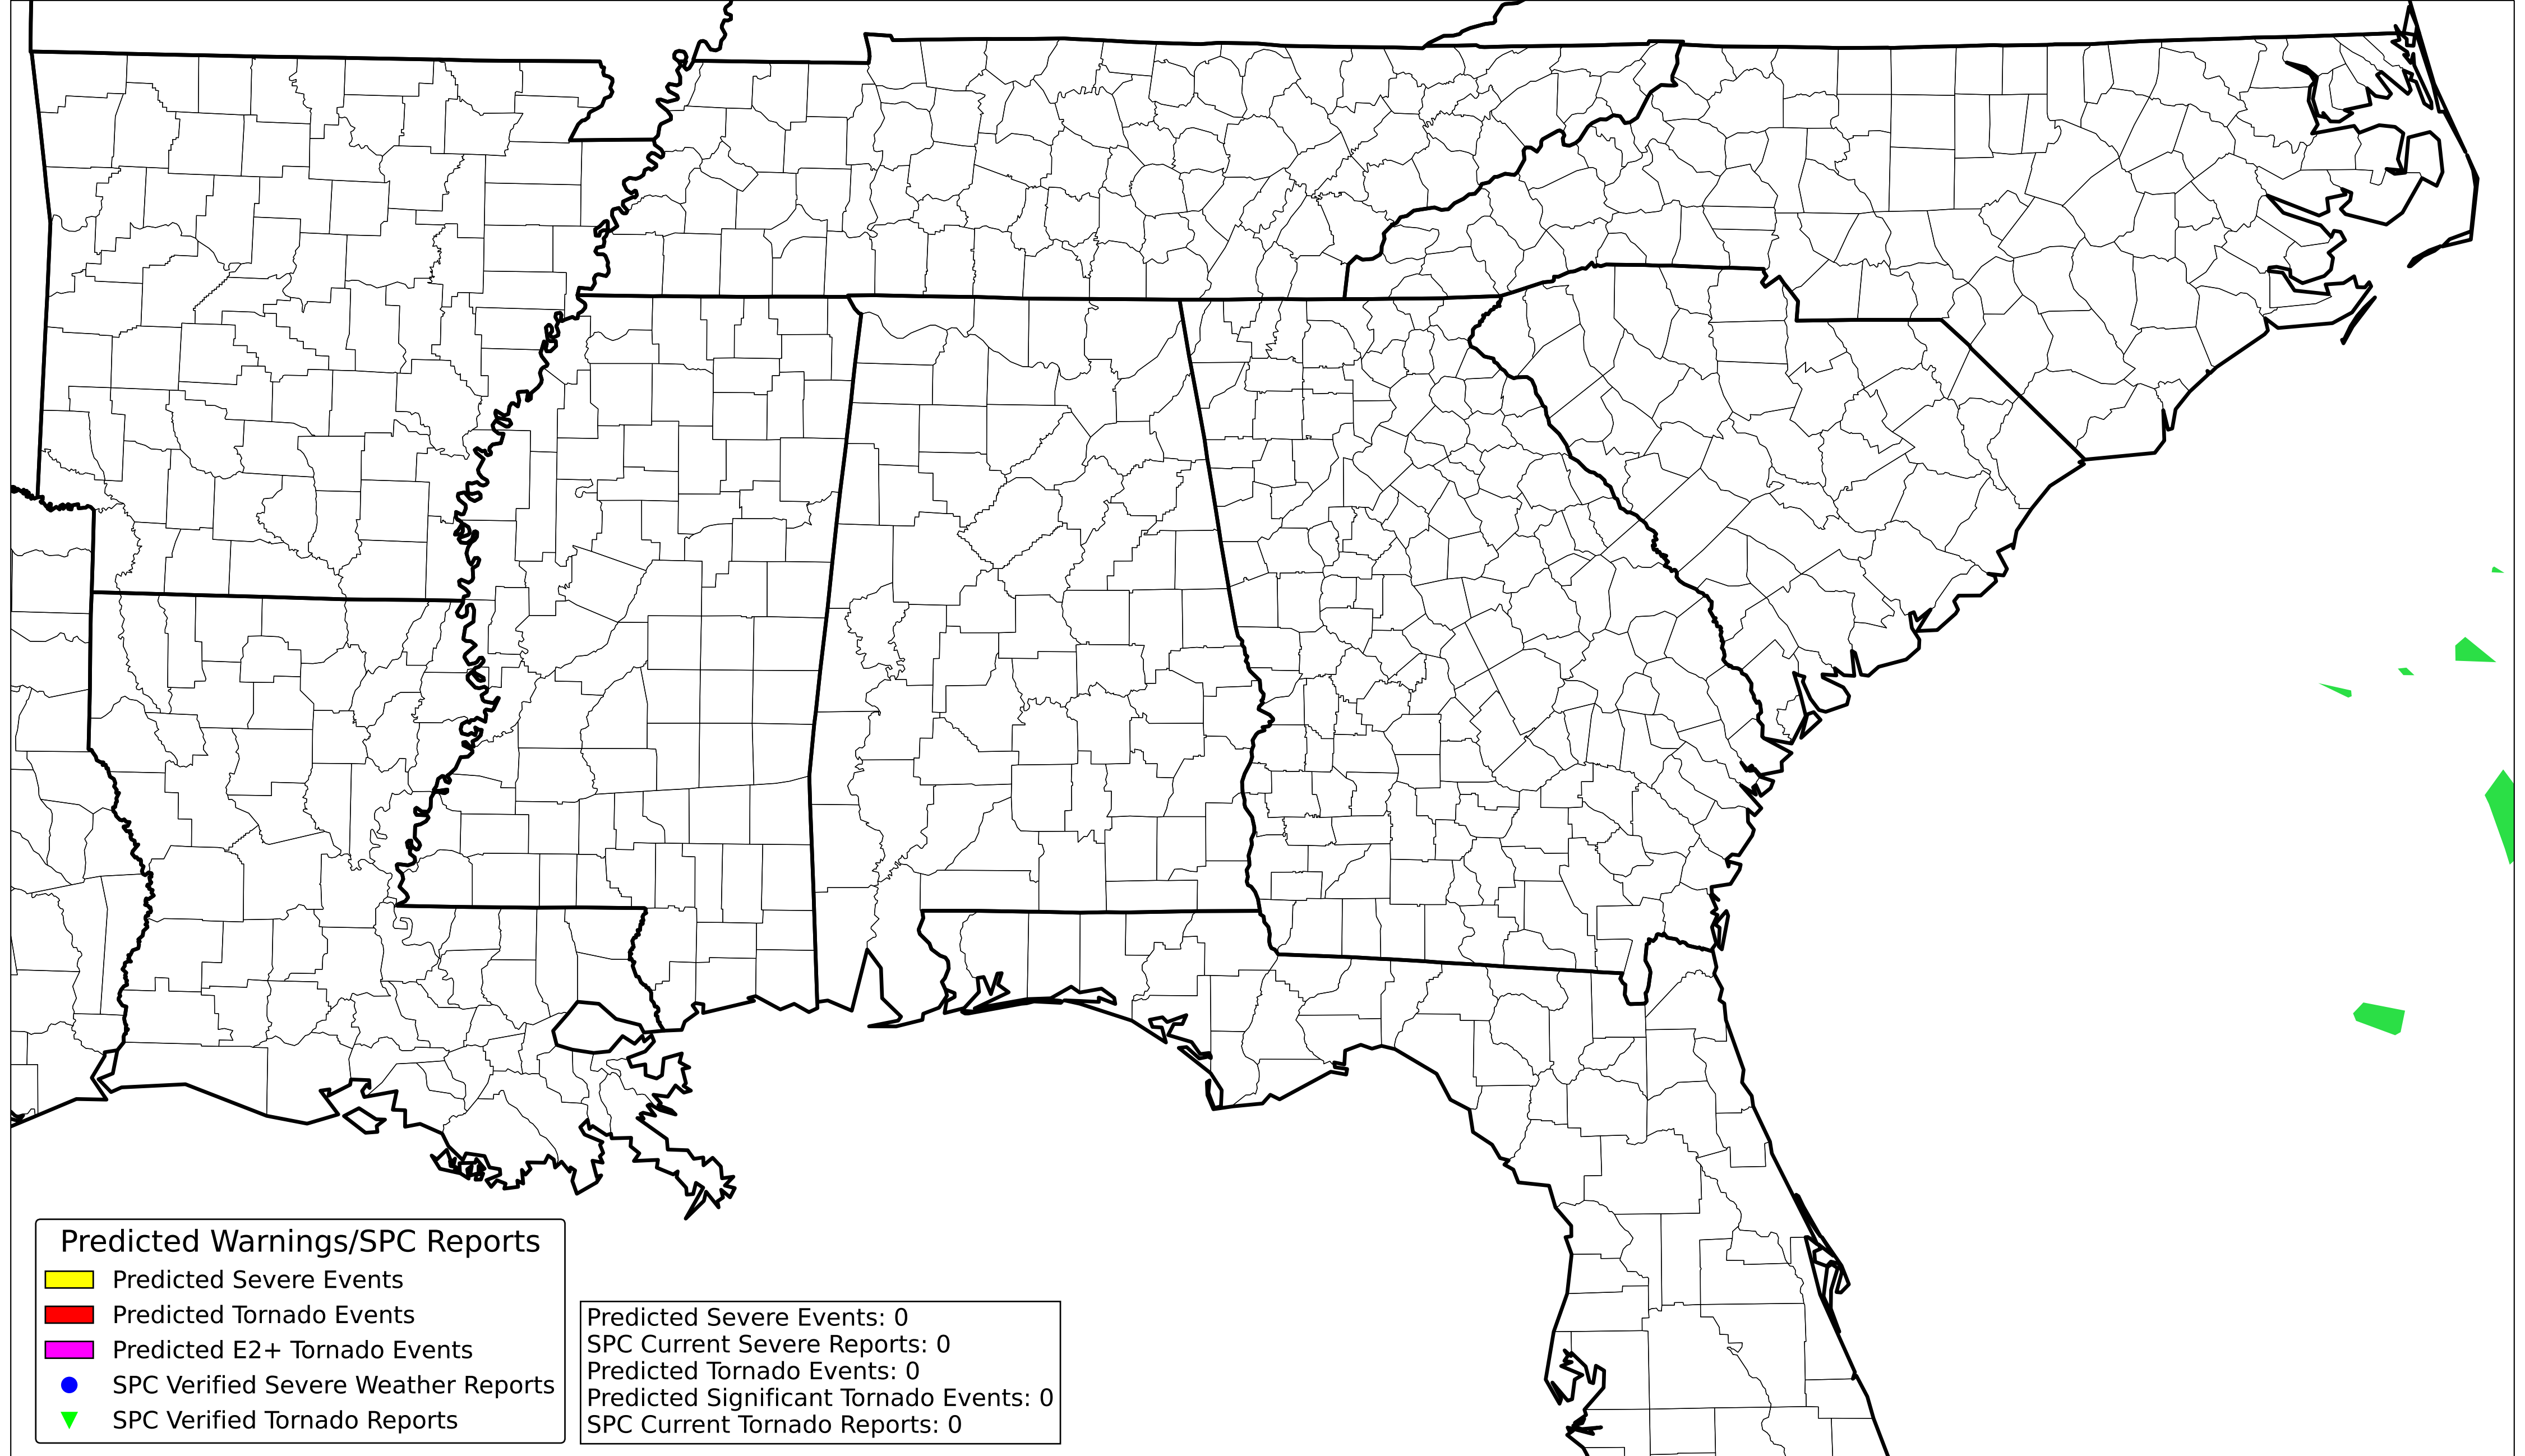 Predicted Warnings/SPC Reports
Predicted Severe Events
Predicted Tornado Events
Predicted E2+ Tornado Events
SPC Verified Severe Weather Reports
SPC Verified Tornado Reports
Predicted Severe Events: 0
SPC Current Severe Reports: 0
Predicted Tornado Events: 0
Predicted Significant Tornado Events: 0
SPC Current Tornado Reports: 0